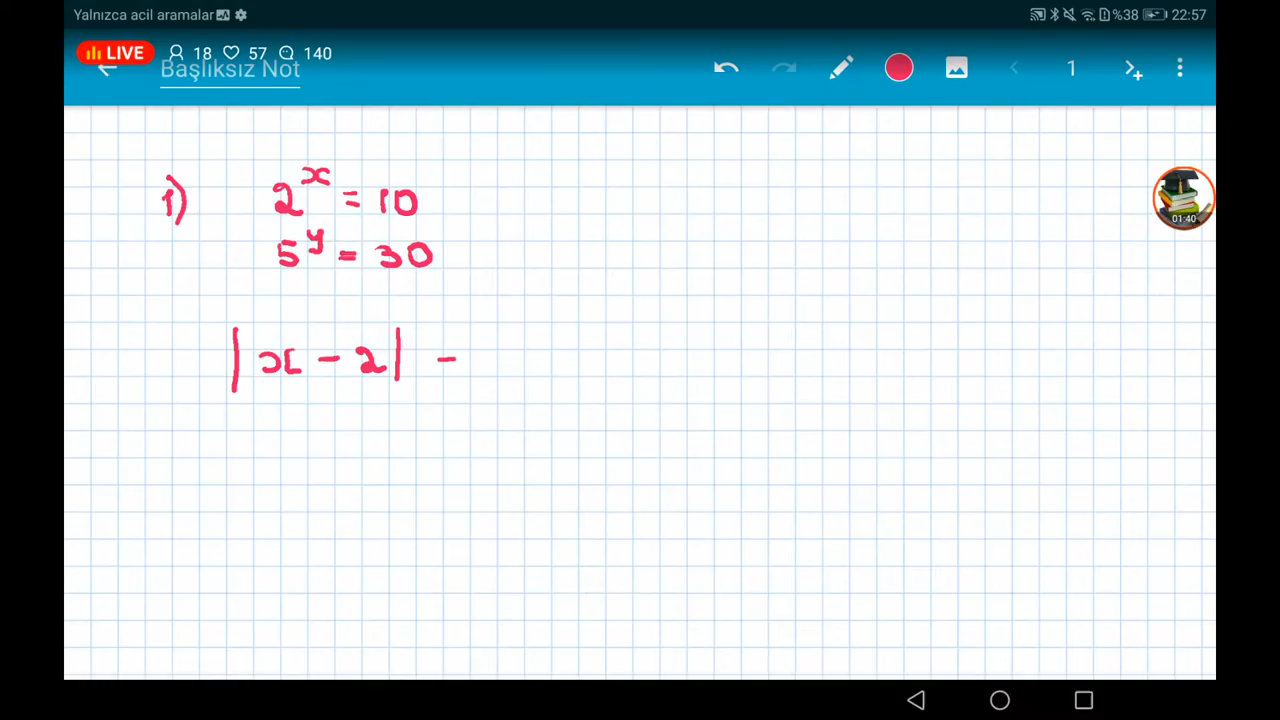 Yalnızca acil aramalar
%38 22:57
LIVE 18 57 140
Başlıksız Not
1
1) 2^x = 10
5^y = 30
|x - 2| -
01:40